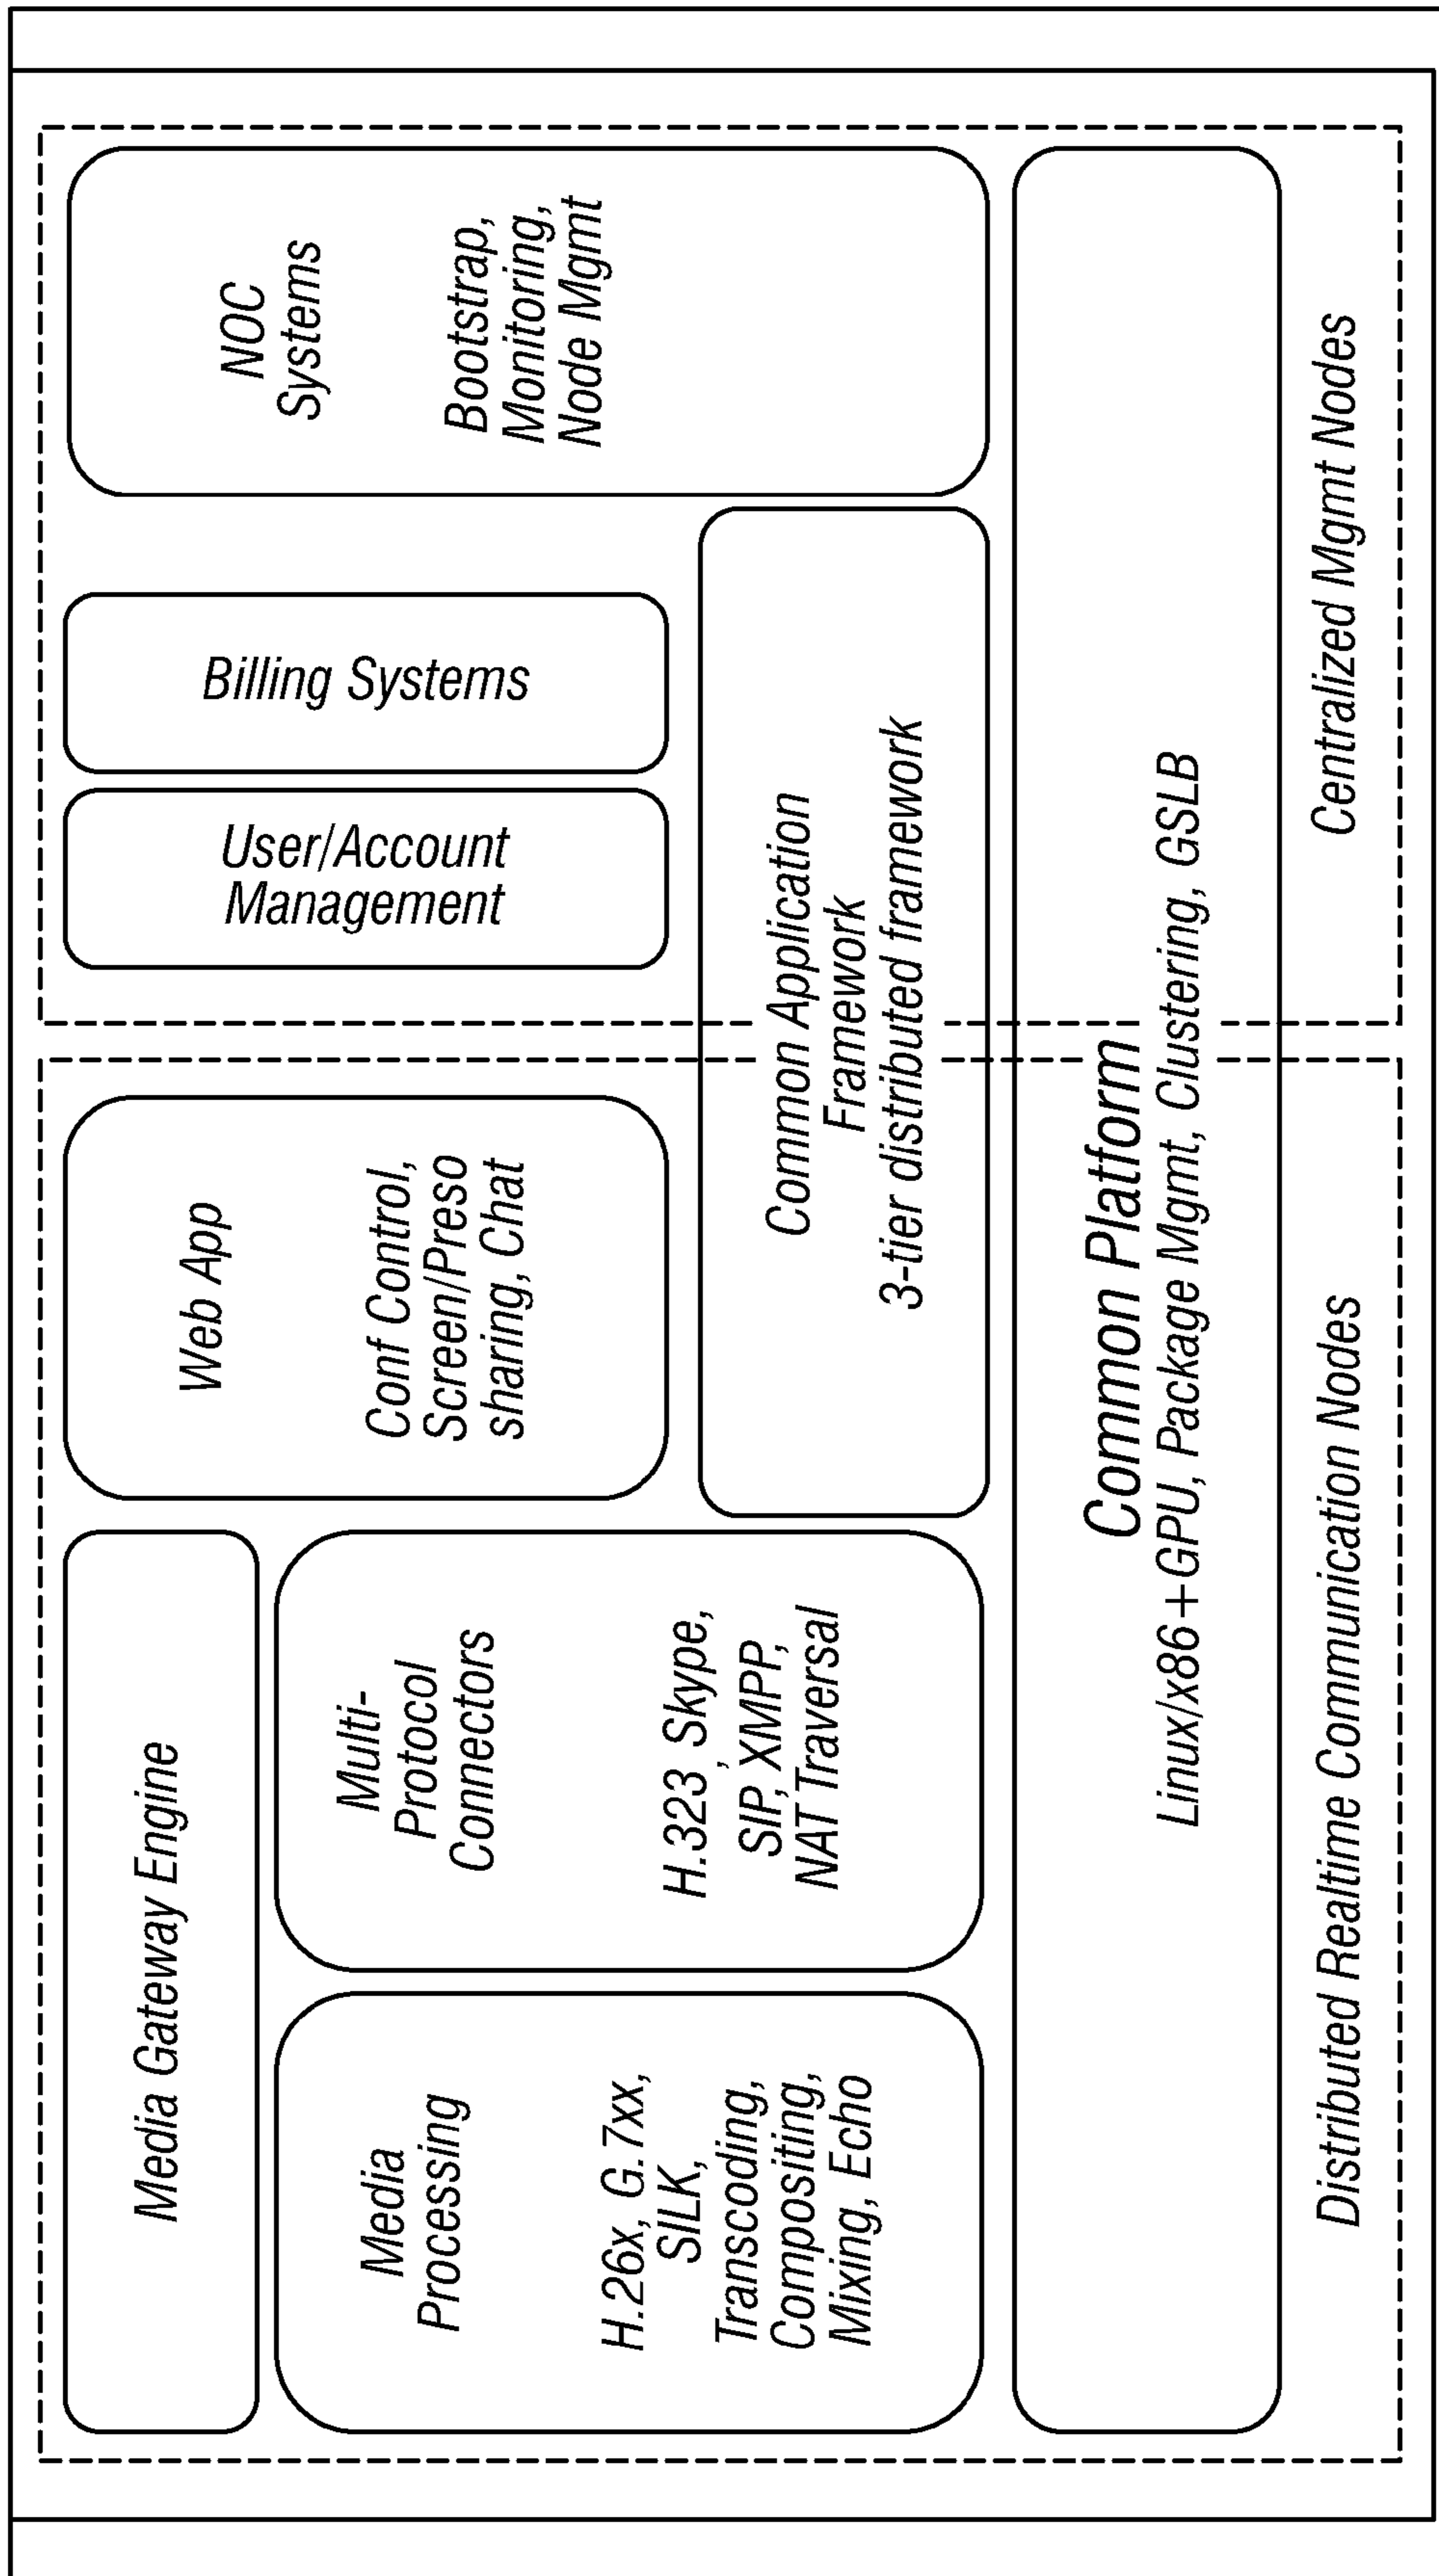 Media Gateway Engine
Media
Processing
H.26x, G.7xx,
SILK,
Transcoding,
Compositing,
Mixing, Echo
Multi-
Protocol
Connectors
H.323 Skype,
,
SIP, XMPP,
NAT Traversal
Web App
Conf Control,
Screen/Preso
sharing, Chat
User/Account
Management
Billing Systems
NOC
Systems
Bootstrap,
Monitoring,
Node Mgmt
Common Application
Framework
3-tier distributed framework
Common Platform
Linux/x86+GPU, Package Mgmt, Clustering, GSLB
Distributed Realtime Communication Nodes
Centralized Mgmt Nodes